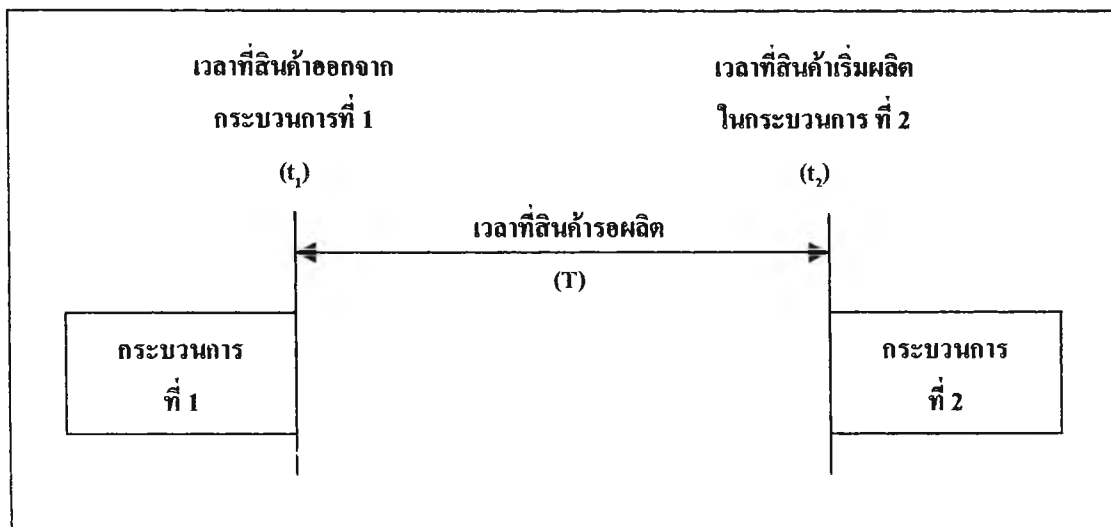 เวลาที่สินค้าออกจาก
กระบวนการที่ 1
(t₁)
เวลาที่สินค้าเริ่มผลิต
ในกระบวนการ ที่ 2
(t₂)
เวลาที่สินค้ารอผลิต
(T)
กระบวนการ
ที่ 1
กระบวนการ
ที่ 2